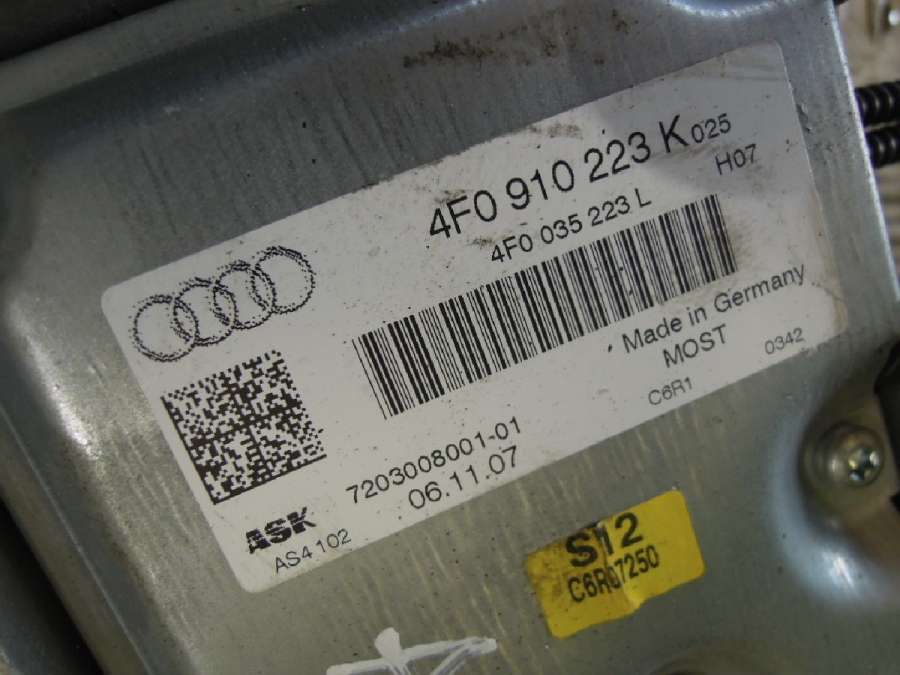 4F0 910 223 K 025
H07
4F0 035 223 L
Made in Germany
MOST
0342
C6R1
7203008001-01
06.11.07
ASK
AS4 102
S12
C6R07250